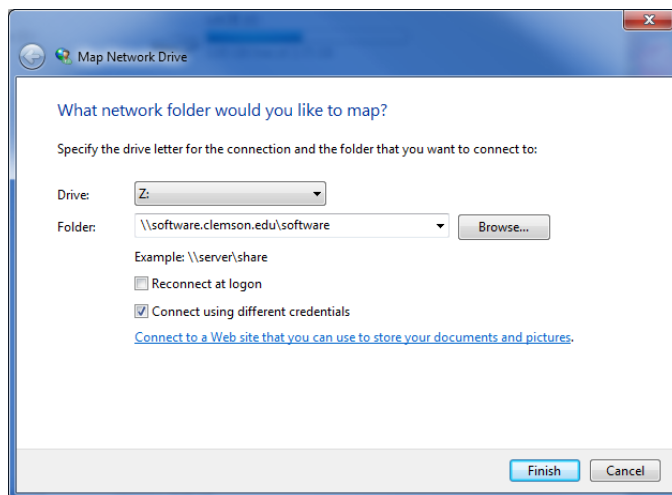 Map Network Drive
What network folder would you like to map?
Specify the drive letter for the connection and the folder that you want to connect to:
Drive: Z:
Folder: \\software.clemson.edu\software Browse...
Example: \\server\share
Reconnect at logon
Connect using different credentials
Connect to a Web site that you can use to store your documents and pictures.
Finish Cancel